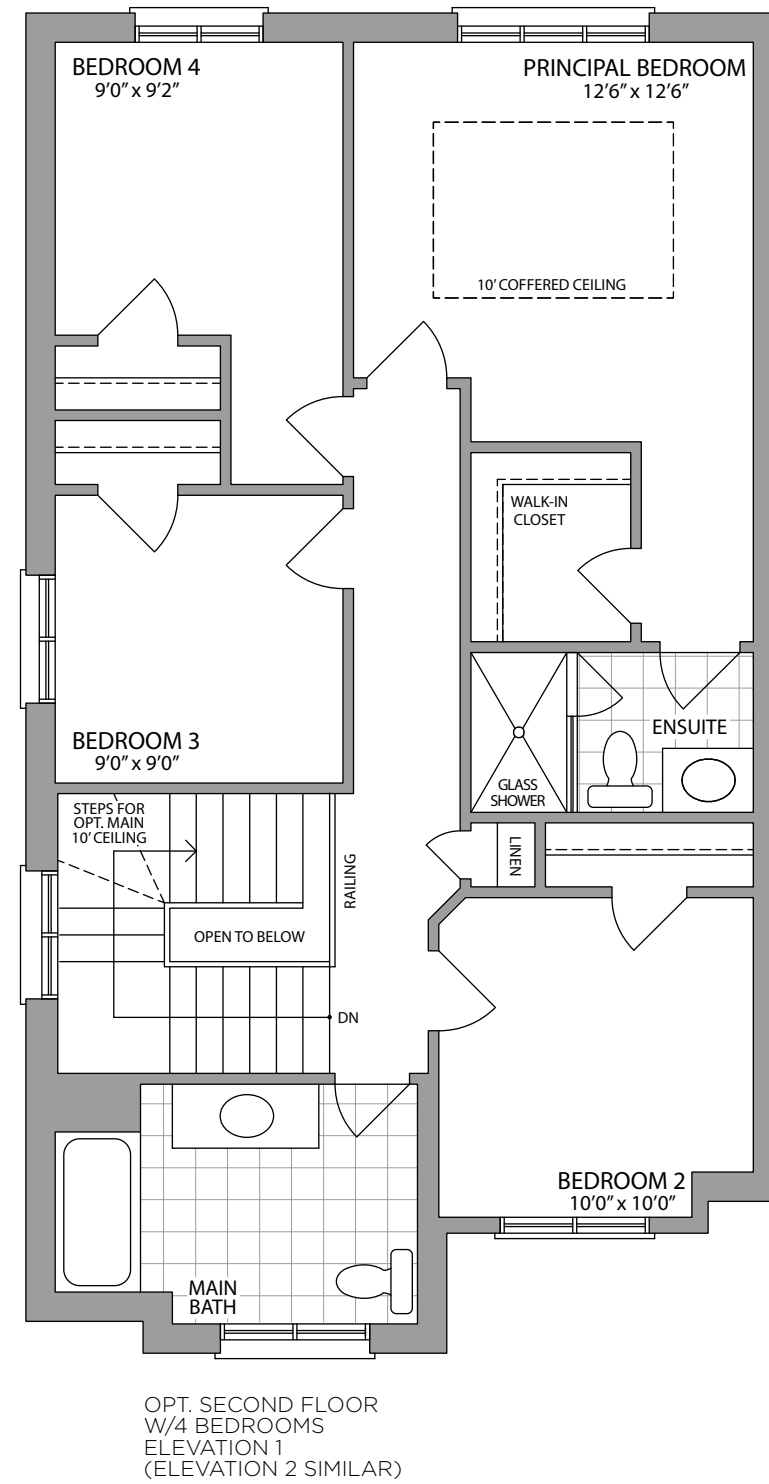 BEDROOM 4
9'0" x 9'2"
PRINCIPAL BEDROOM
12'6" x 12'6"
10' COFFERED CEILING
WALK-IN
CLOSET
BEDROOM 3
9'0" x 9'0"
ENSUITE
GLASS
SHOWER
STEPS FOR
OPT. MAIN
10' CEILING
RAILING
LINEN
OPEN TO BELOW
DN
BEDROOM 2
10'0" x 10'0"
MAIN
BATH
OPT. SECOND FLOOR
W/4 BEDROOMS
ELEVATION 1
(ELEVATION 2 SIMILAR)